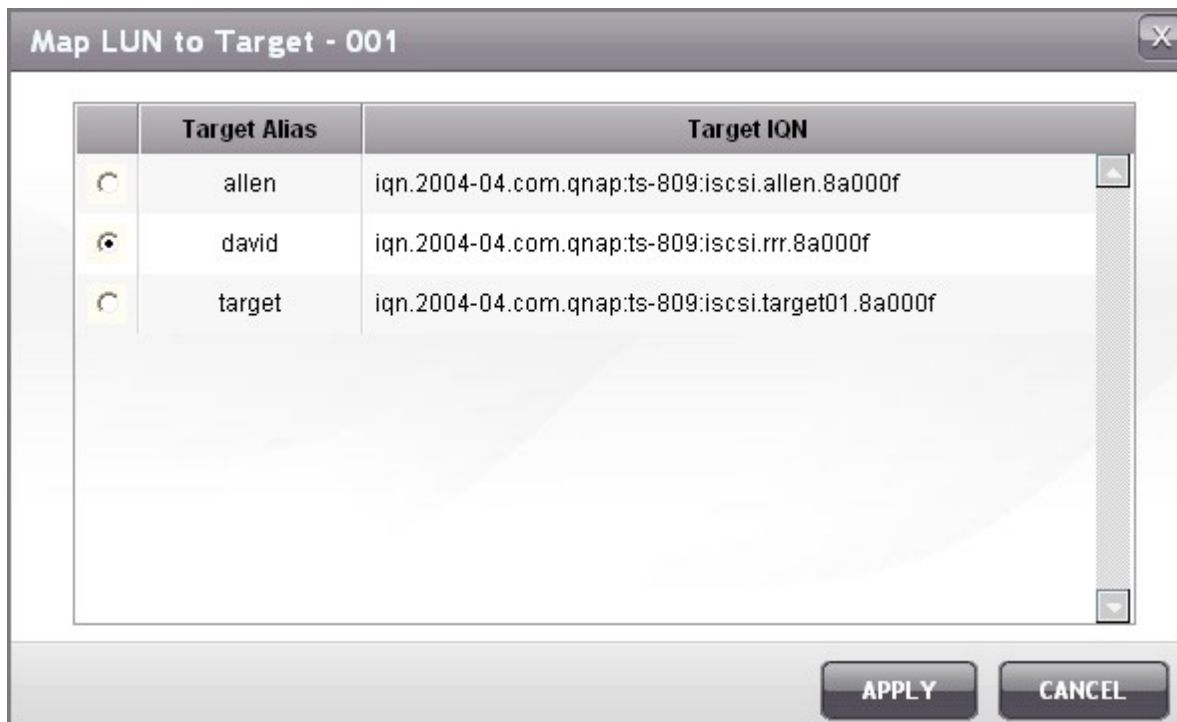 Map LUN to Target - 001
X
Target Alias Target IQN
allen iqn.2004-04.com.qnap:ts-809:iscsi.allen.8a000f
david iqn.2004-04.com.qnap:ts-809:iscsi.rrr.8a000f
target iqn.2004-04.com.qnap:ts-809:iscsi.target01.8a000f
APPLY CANCEL